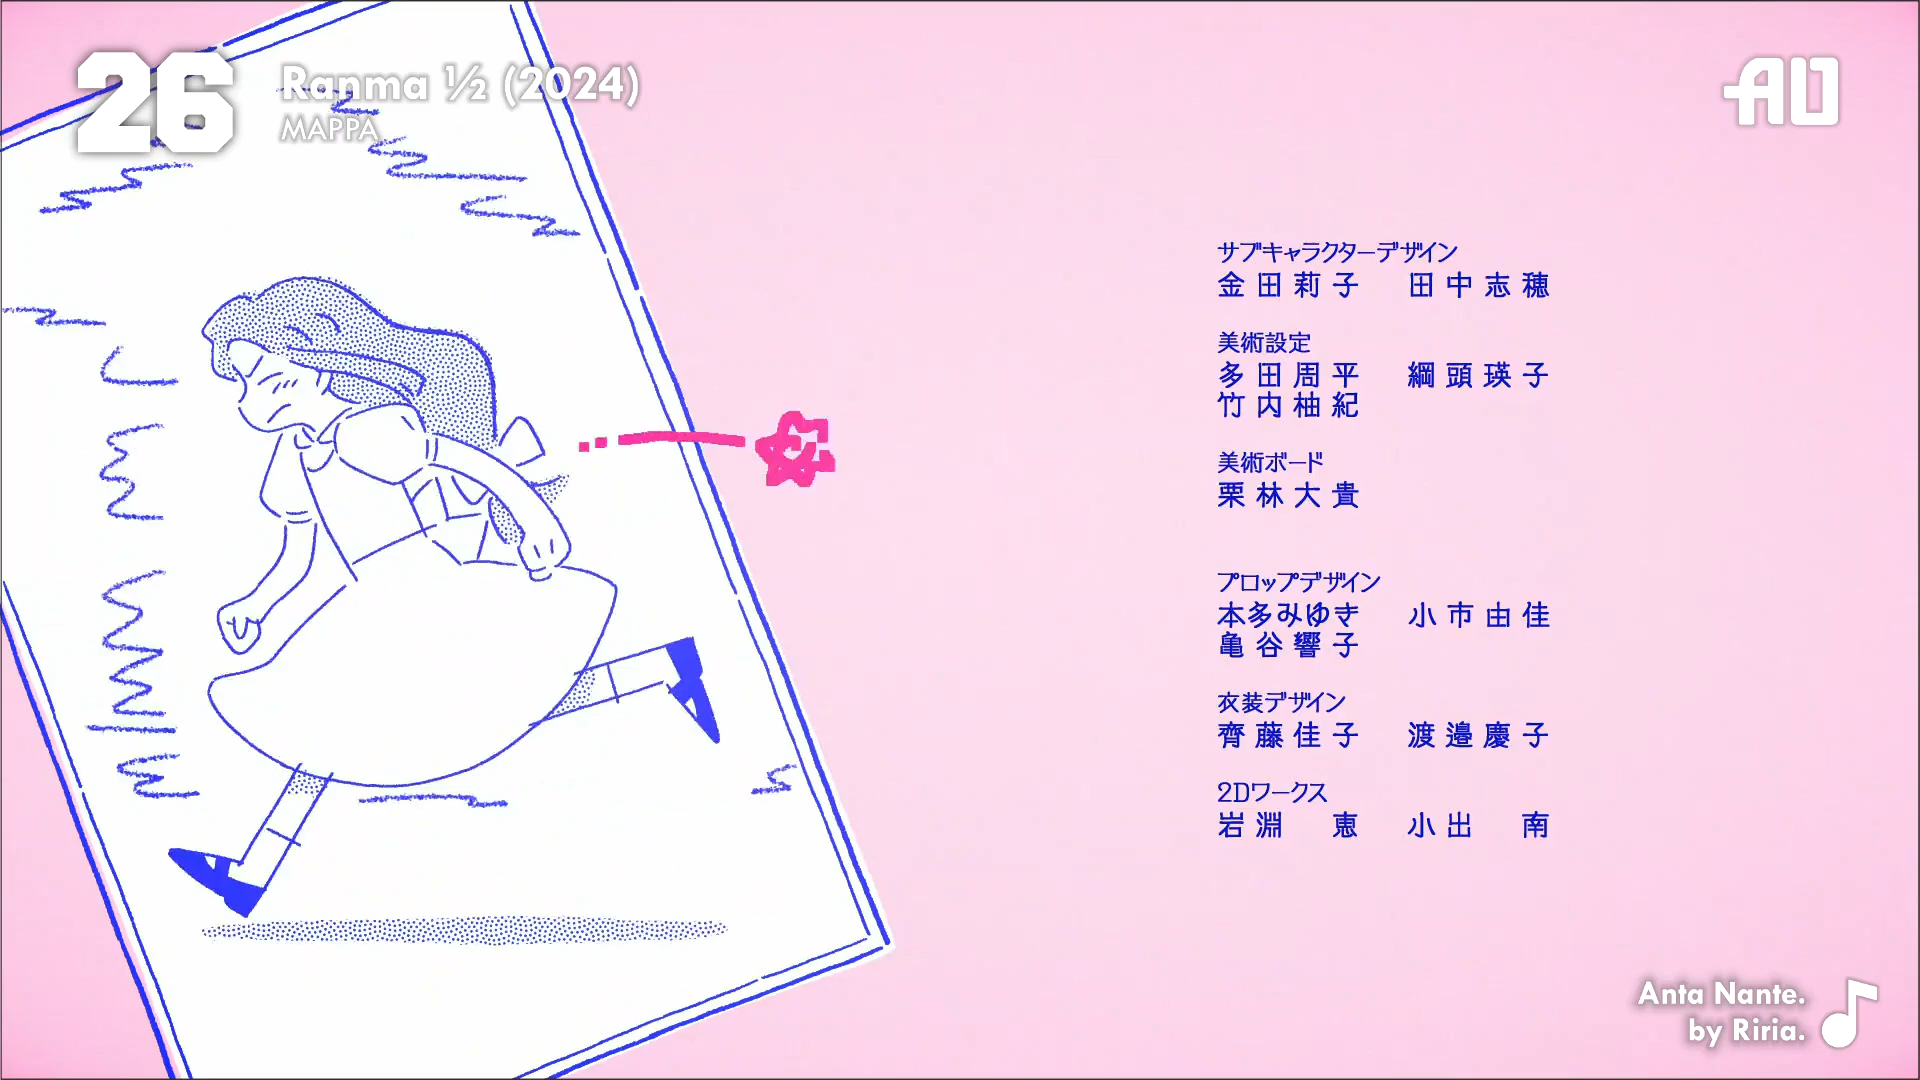 26
Ranma ½ (2024)
MAPPA
AU
サブキャラクターデザイン
金田莉子 田中志穂
美術設定
多田周平 綱頭瑛子
竹内柚紀
美術ボード
栗林大貴
プロップデザイン
本多みゆき 小市由佳
亀谷響子
衣装デザイン
齊藤佳子 渡邉慶子
2Dワークス
岩淵 恵 小出 南
Anta Nante.
by Riria.